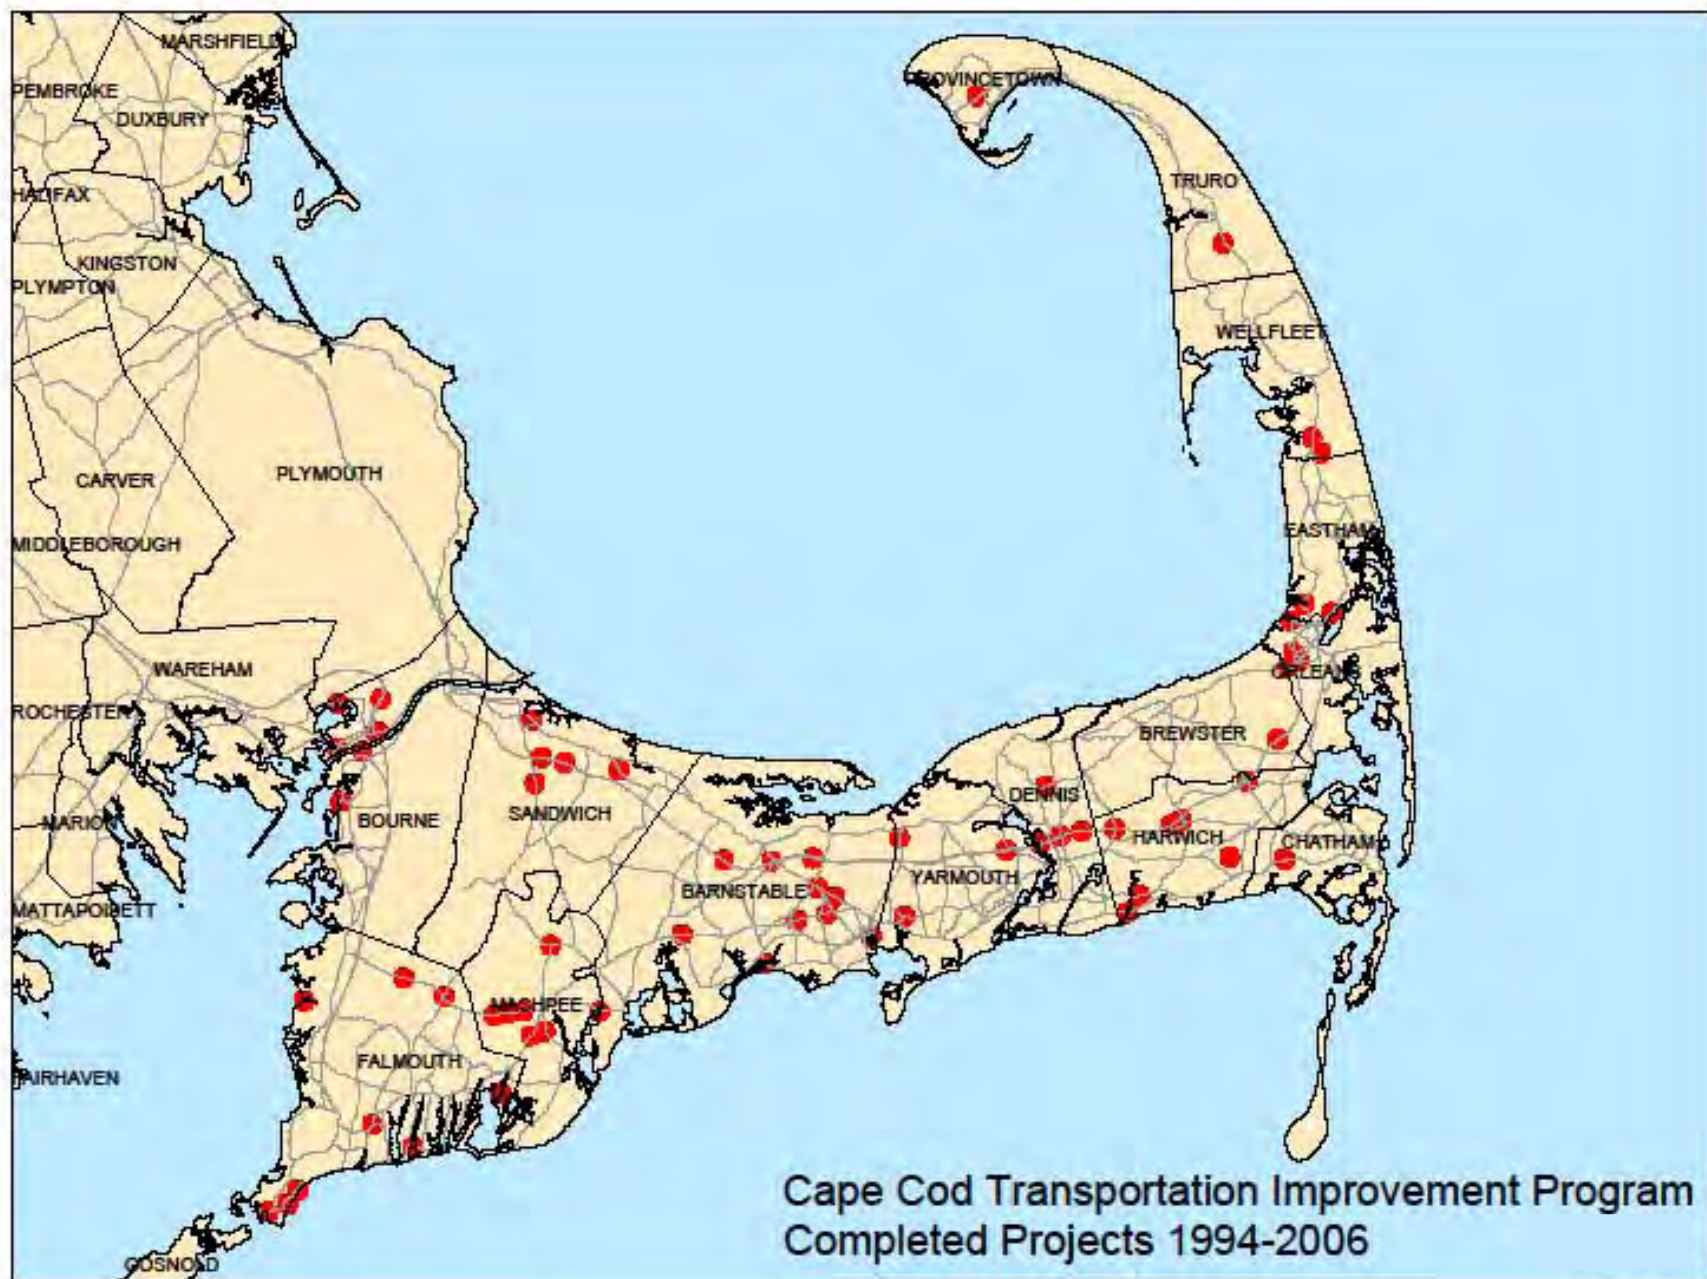 MARSHFIELD
PROVINCETOWN
PEMBROKE
DUXBURY
TRURO
HALIFAX
KINGSTON
PLYMPTON
WELLFLEET
PLYMOUTH
CARVER
EASTHAM
MIDDLEBOROUGH
WAREHAM
ORLEANS
ROCHESTER
BREWSTER
DENNIS
SANDWICH
BOURNE
MARION
HARWICH
CHATHAM
YARMOUTH
BARNSTABLE
MATTAPOISETT
MASHPEE
FALMOUTH
FAIRHAVEN
Cape Cod Transportation Improvement Program
Completed Projects 1994-2006
GOSNOLD